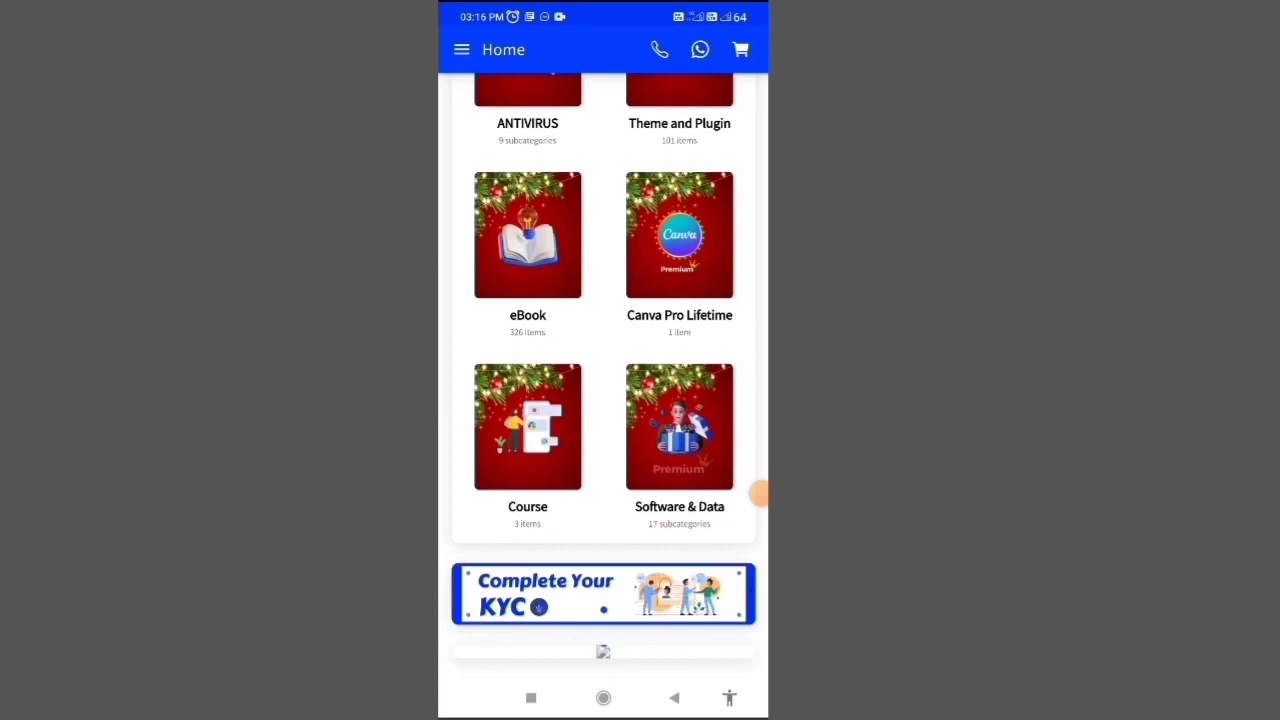 03:16 PM 64
Home
ANTIVIRUS Theme and Plugin
9 subcategories 101 items
Canva
Premium
eBook Canva Pro Lifetime
326 items 1 item
Premium
Course Software & Data
3 items 17 subcategories
Complete Your
KYC